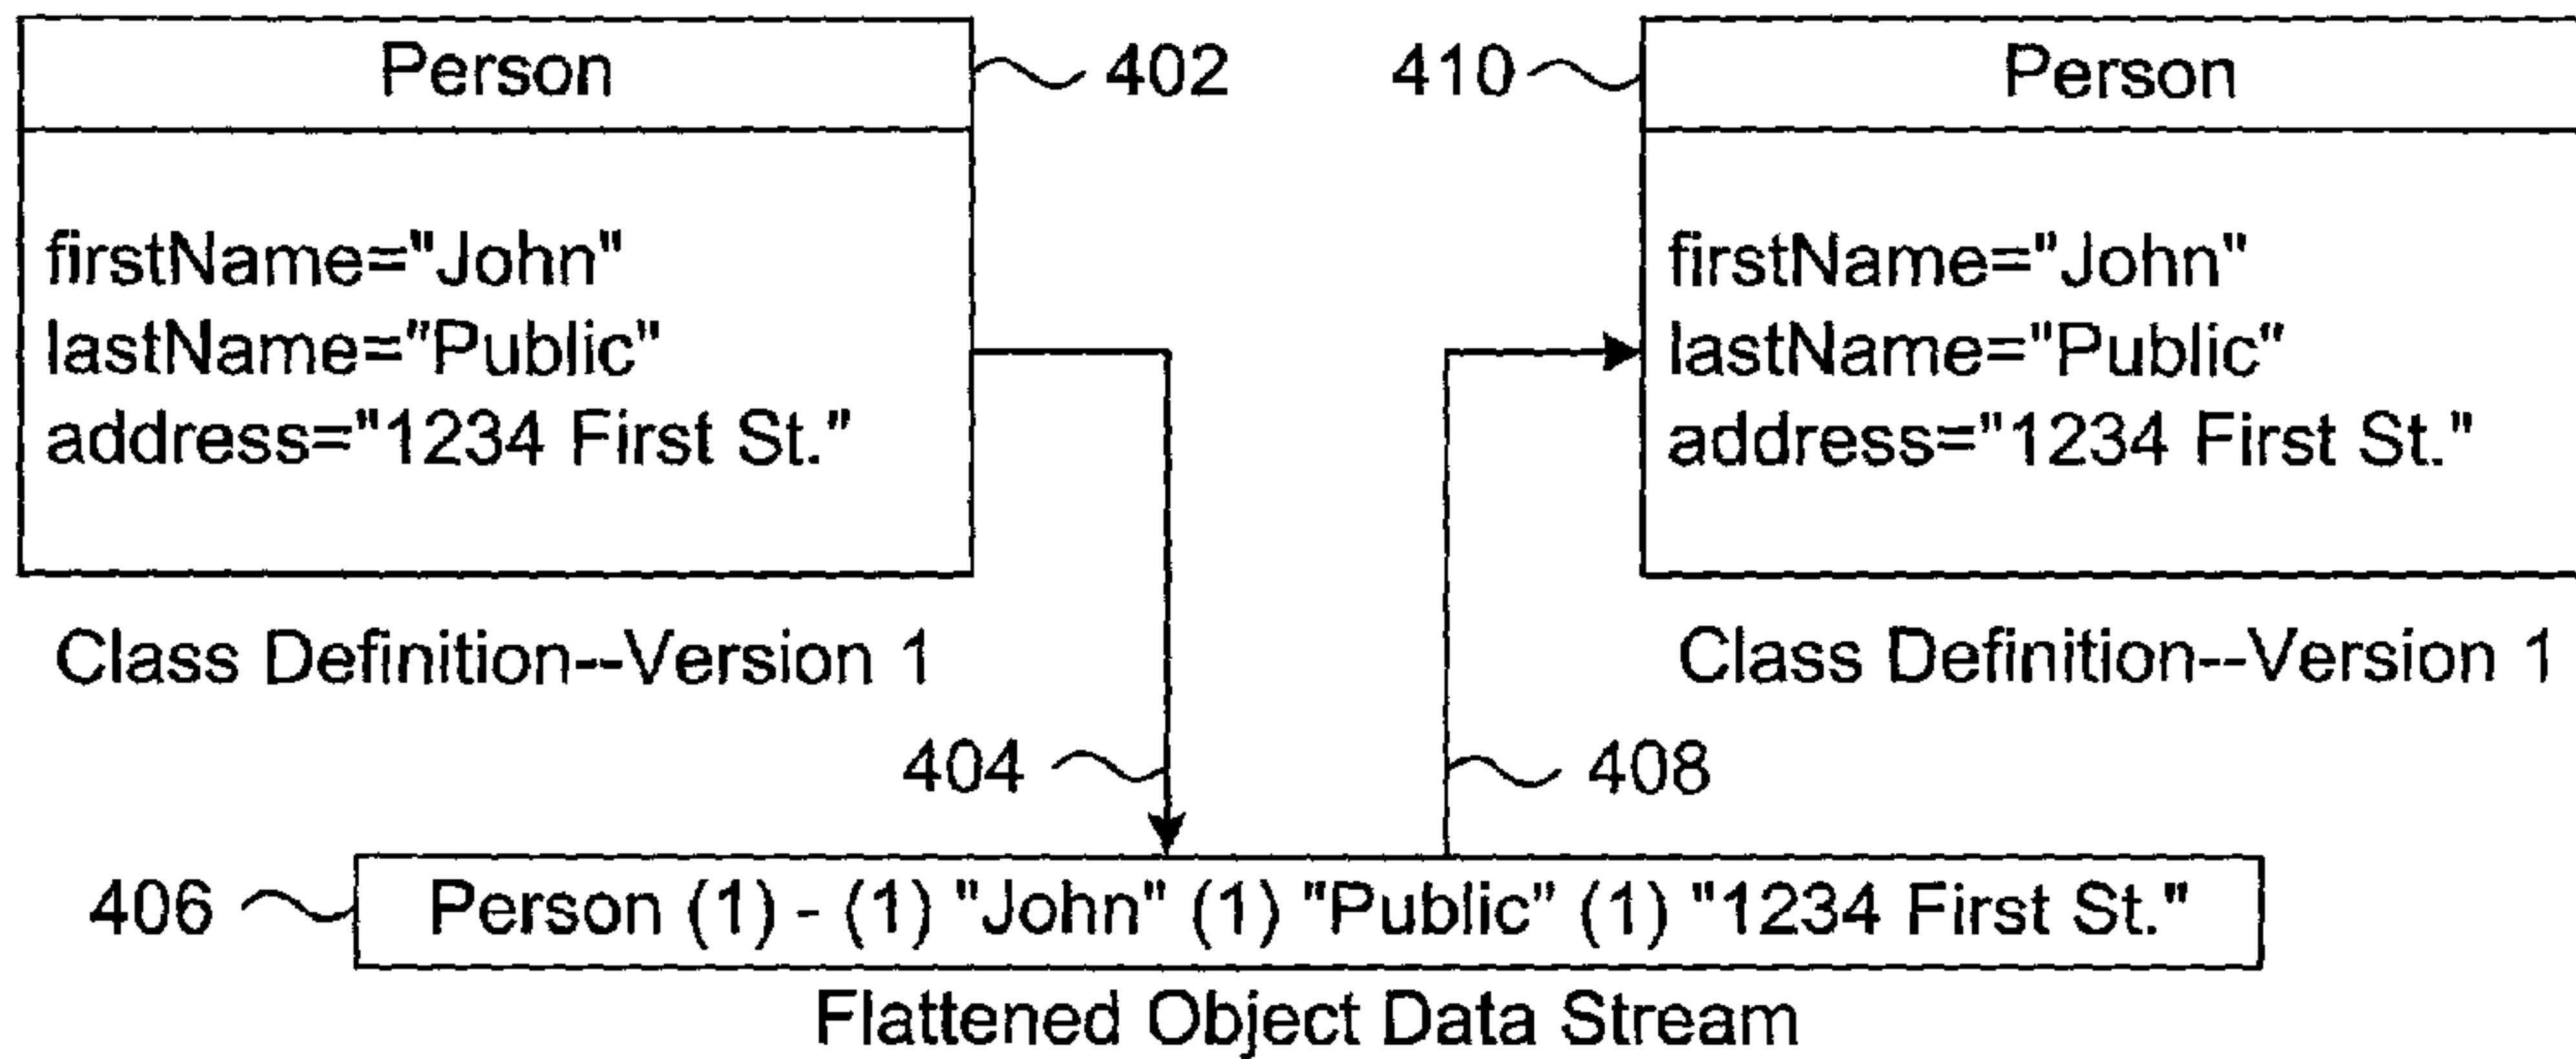 Person
402
410
Person
firstName="John"
lastName="Public"
address="1234 First St."
firstName="John"
lastName="Public"
address="1234 First St."
Class Definition--Version 1
Class Definition--Version 1
404
408
406
Person (1) - (1) "John" (1) "Public" (1) "1234 First St."
Flattened Object Data Stream